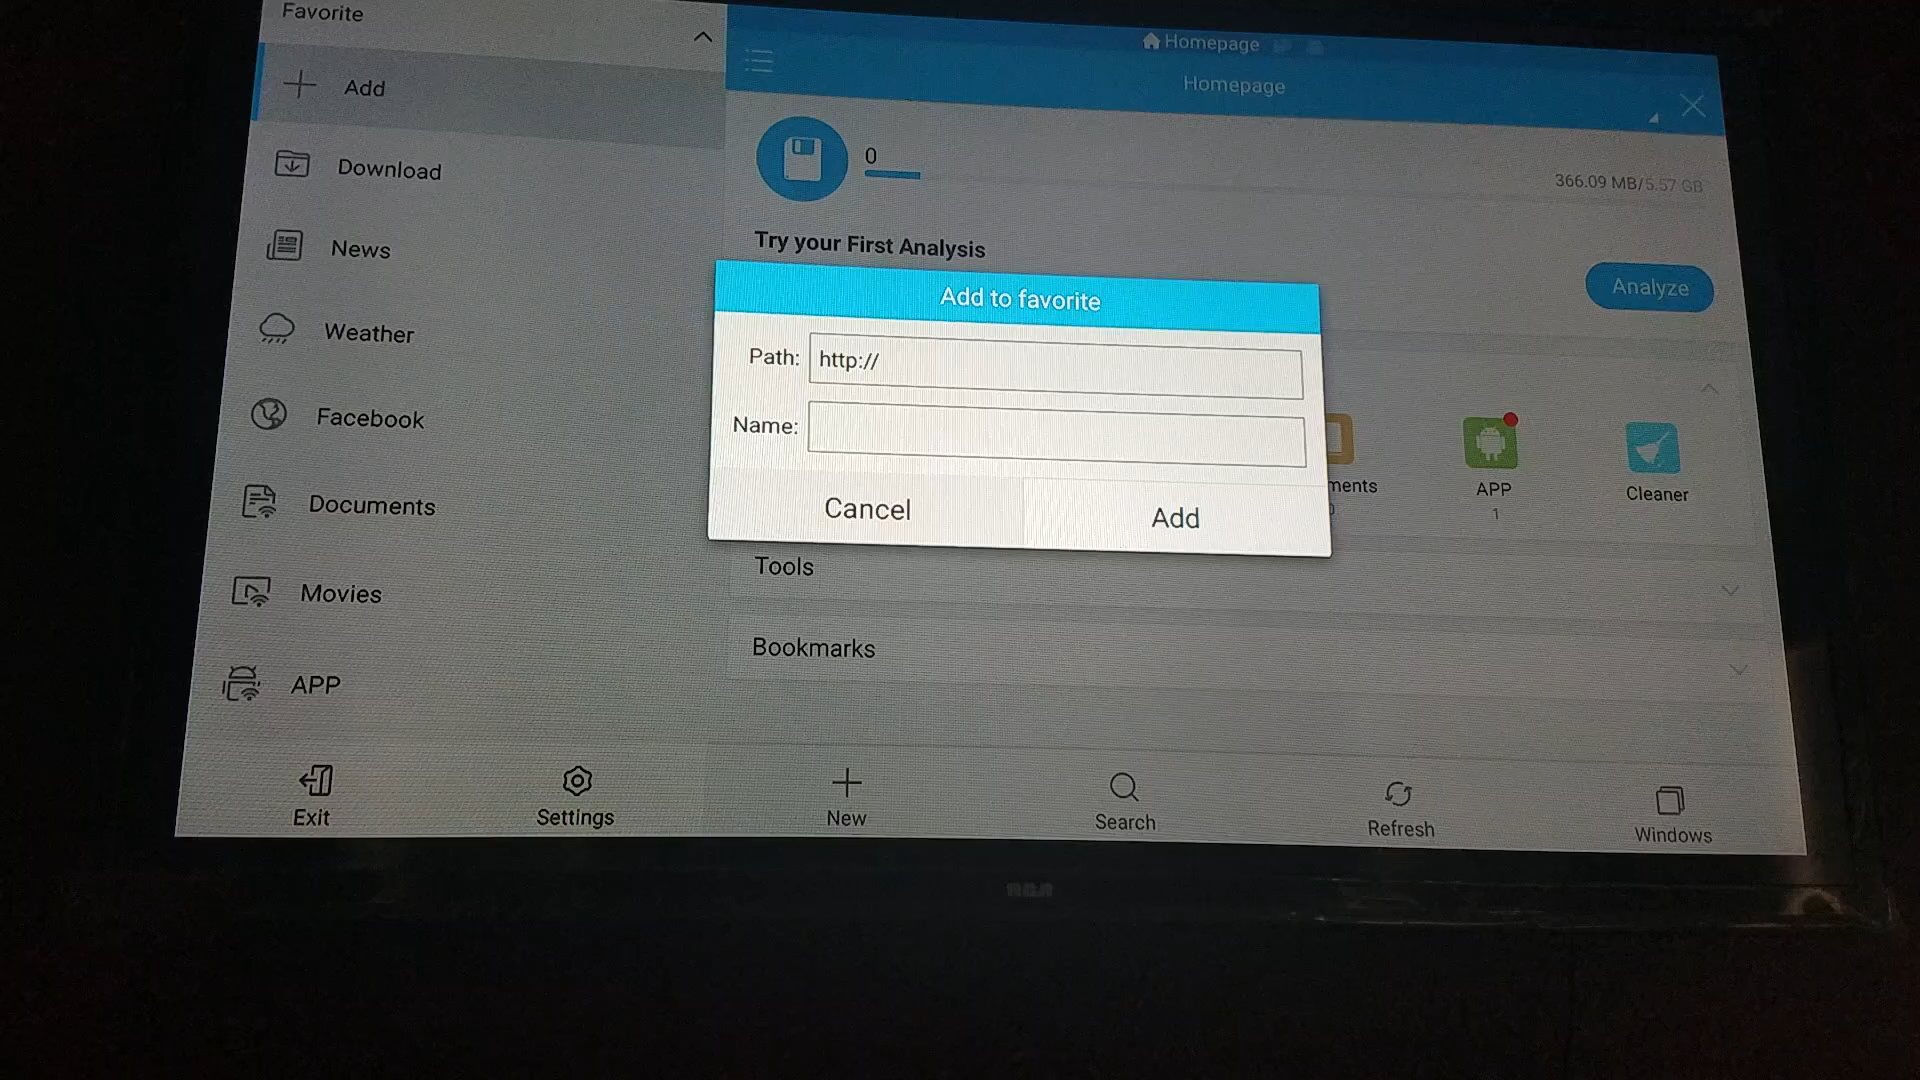 Favorite
Add
Download
News
Weather
Facebook
Documents
Movies
APP
Exit
Settings
Homepage
Homepage
0
366.09 MB/5.57 GB
Try your First Analysis
Analyze
Add to favorite
Path: http://
Name:
Cancel
Add
ments
APP
1
Cleaner
Tools
Bookmarks
New
Search
Refresh
Windows
RCA